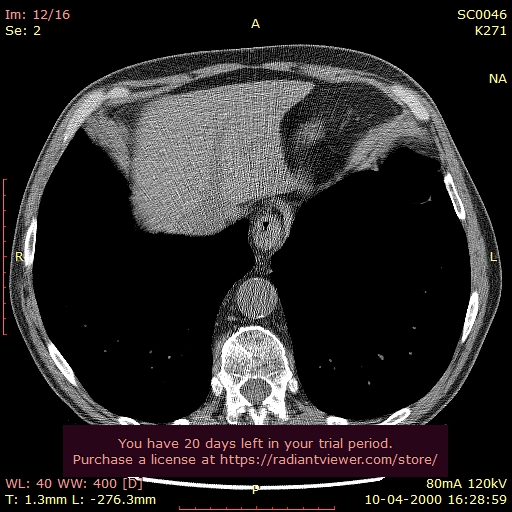 Im: 12/16
Se: 2
A
SC0046
K271
NA
R
L
You have 20 days left in your trial period.
Purchase a license at https://radiantviewer.com/store/
WL: 40 WW: 400 [D]
T: 1.3mm L: -276.3mm
P
80mA 120kV
10-04-2000 16:28:59